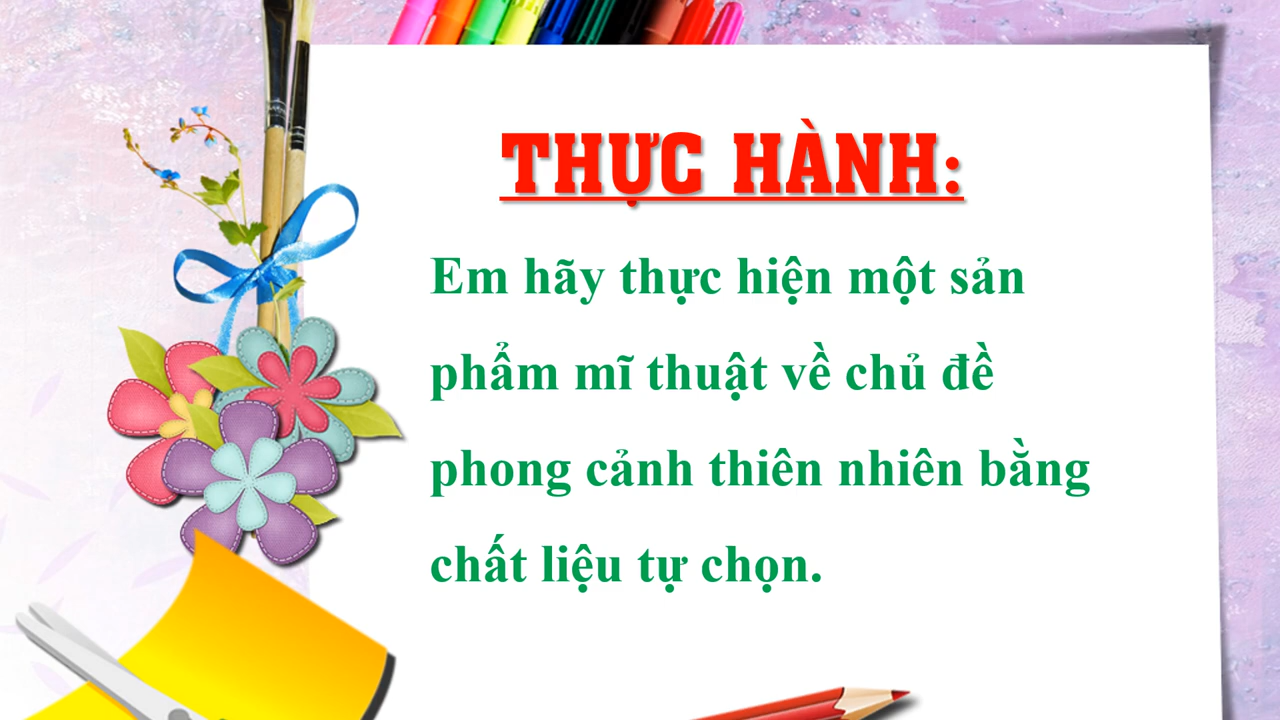 THỰC HÀNH:
Em hãy thực hiện một sản
phẩm mĩ thuật về chủ đề
phong cảnh thiên nhiên bằng
chất liệu tự chọn.